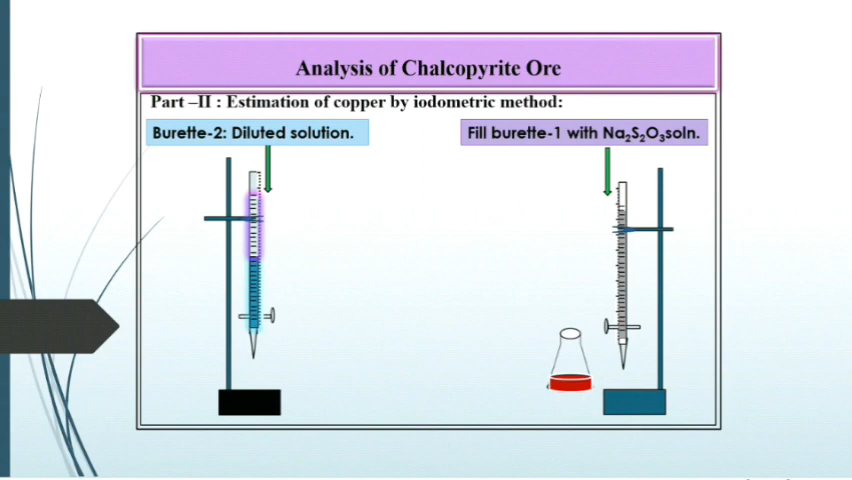 Analysis of Chalcopyrite Ore
Part –II : Estimation of copper by iodometric method:
Burette-2: Diluted solution.
Fill burette-1 with Na₂S₂O₃soln.